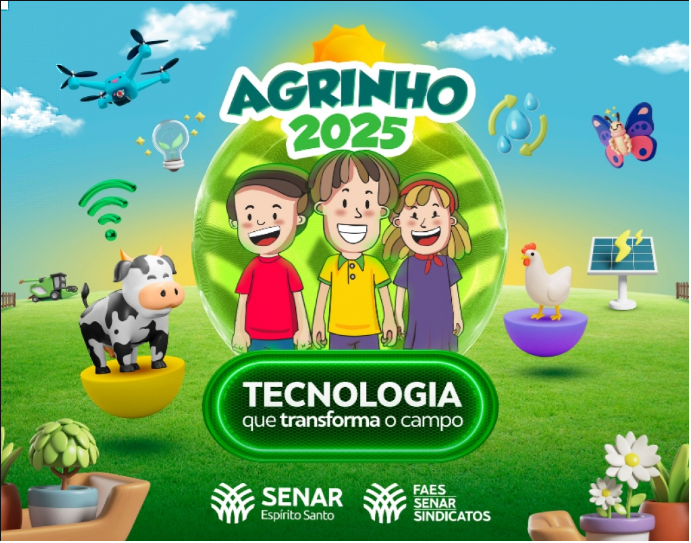 AGRINHO
2025
TECNOLOGIA
que transforma o campo
SENAR
Espírito Santo
FAES
SENAR
SINDICATOS